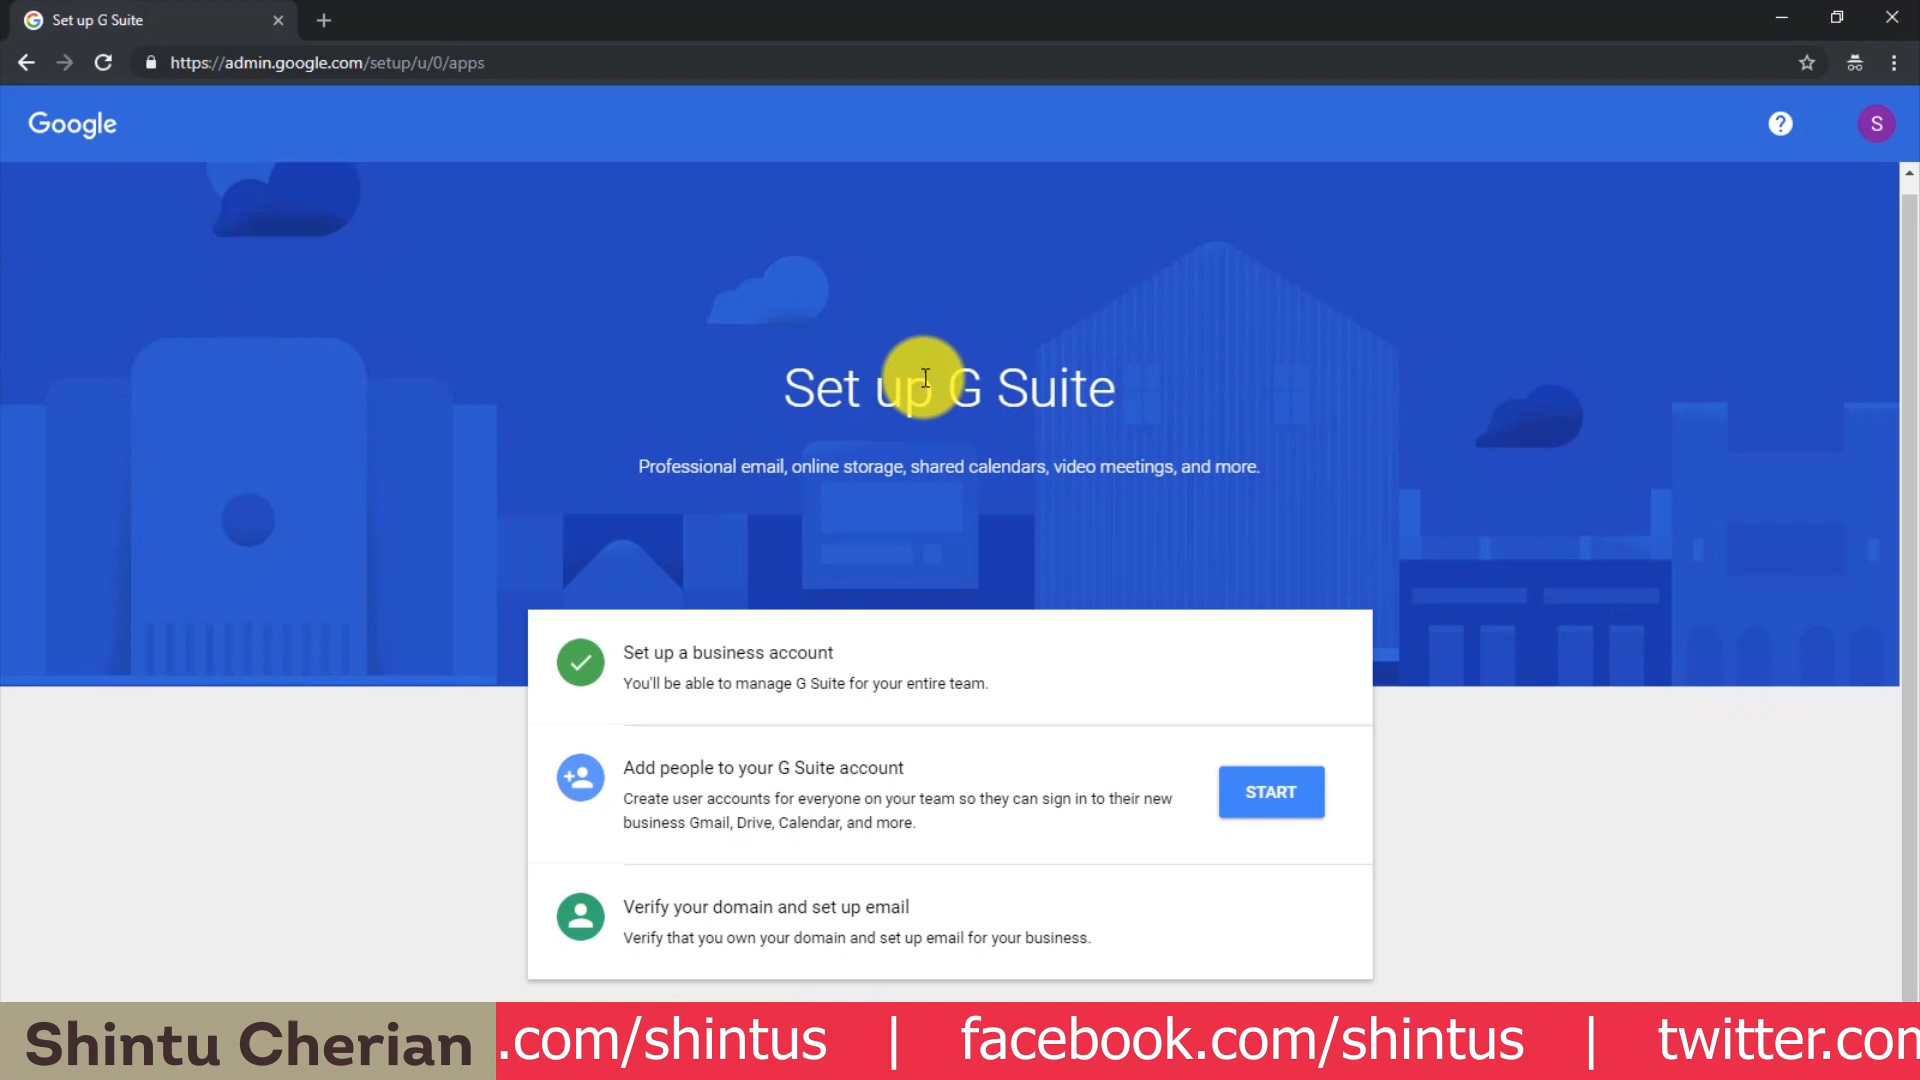 Set up G Suite
https://admin.google.com/setup/u/0/apps
Google
?
S
Set up G Suite
Professional email, online storage, shared calendars, video meetings, and more.
Set up a business account
You'll be able to manage G Suite for your entire team.
Add people to your G Suite account
Create user accounts for everyone on your team so they can sign in to their new
business Gmail, Drive, Calendar, and more.
START
Verify your domain and set up email
Verify that you own your domain and set up email for your business.
Shintu Cherian
.com/shintus | facebook.com/shintus | twitter.com